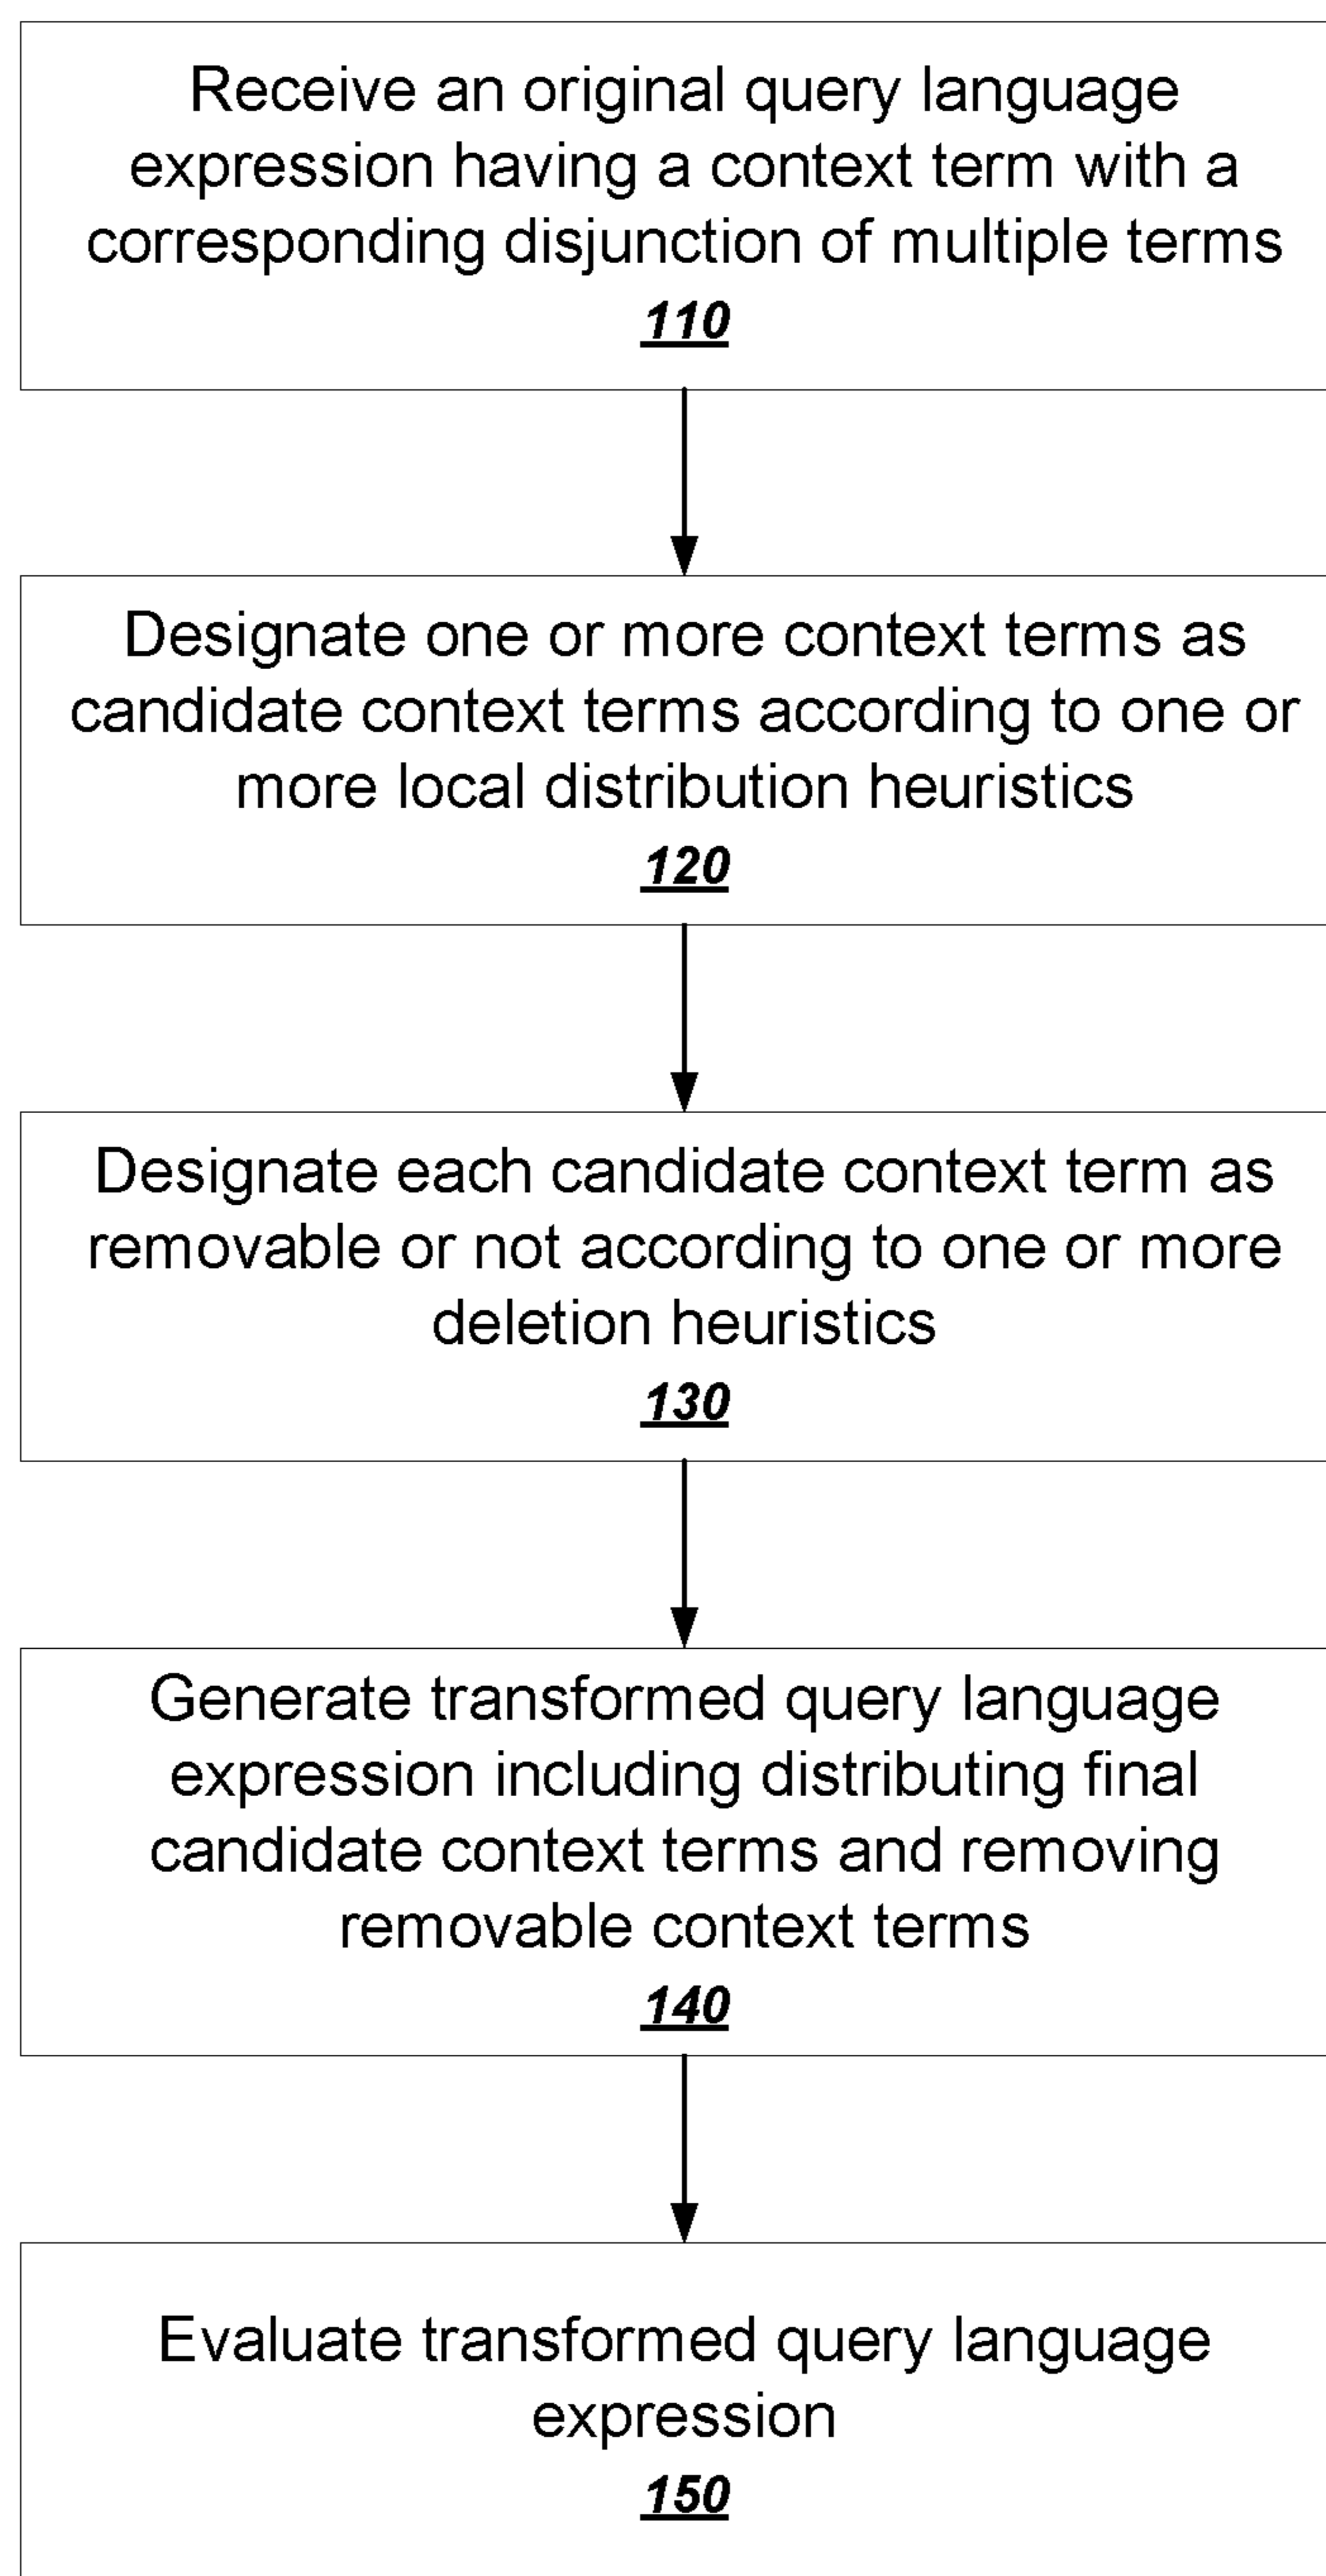 Receive an original query language
expression having a context term with a
corresponding disjunction of multiple terms
110
Designate one or more context terms as
candidate context terms according to one or
more local distribution heuristics
120
Designate each candidate context term as
removable or not according to one or more
deletion heuristics
130
Generate transformed query language
expression including distributing final
candidate context terms and removing
removable context terms
140
Evaluate transformed query language
expression
150